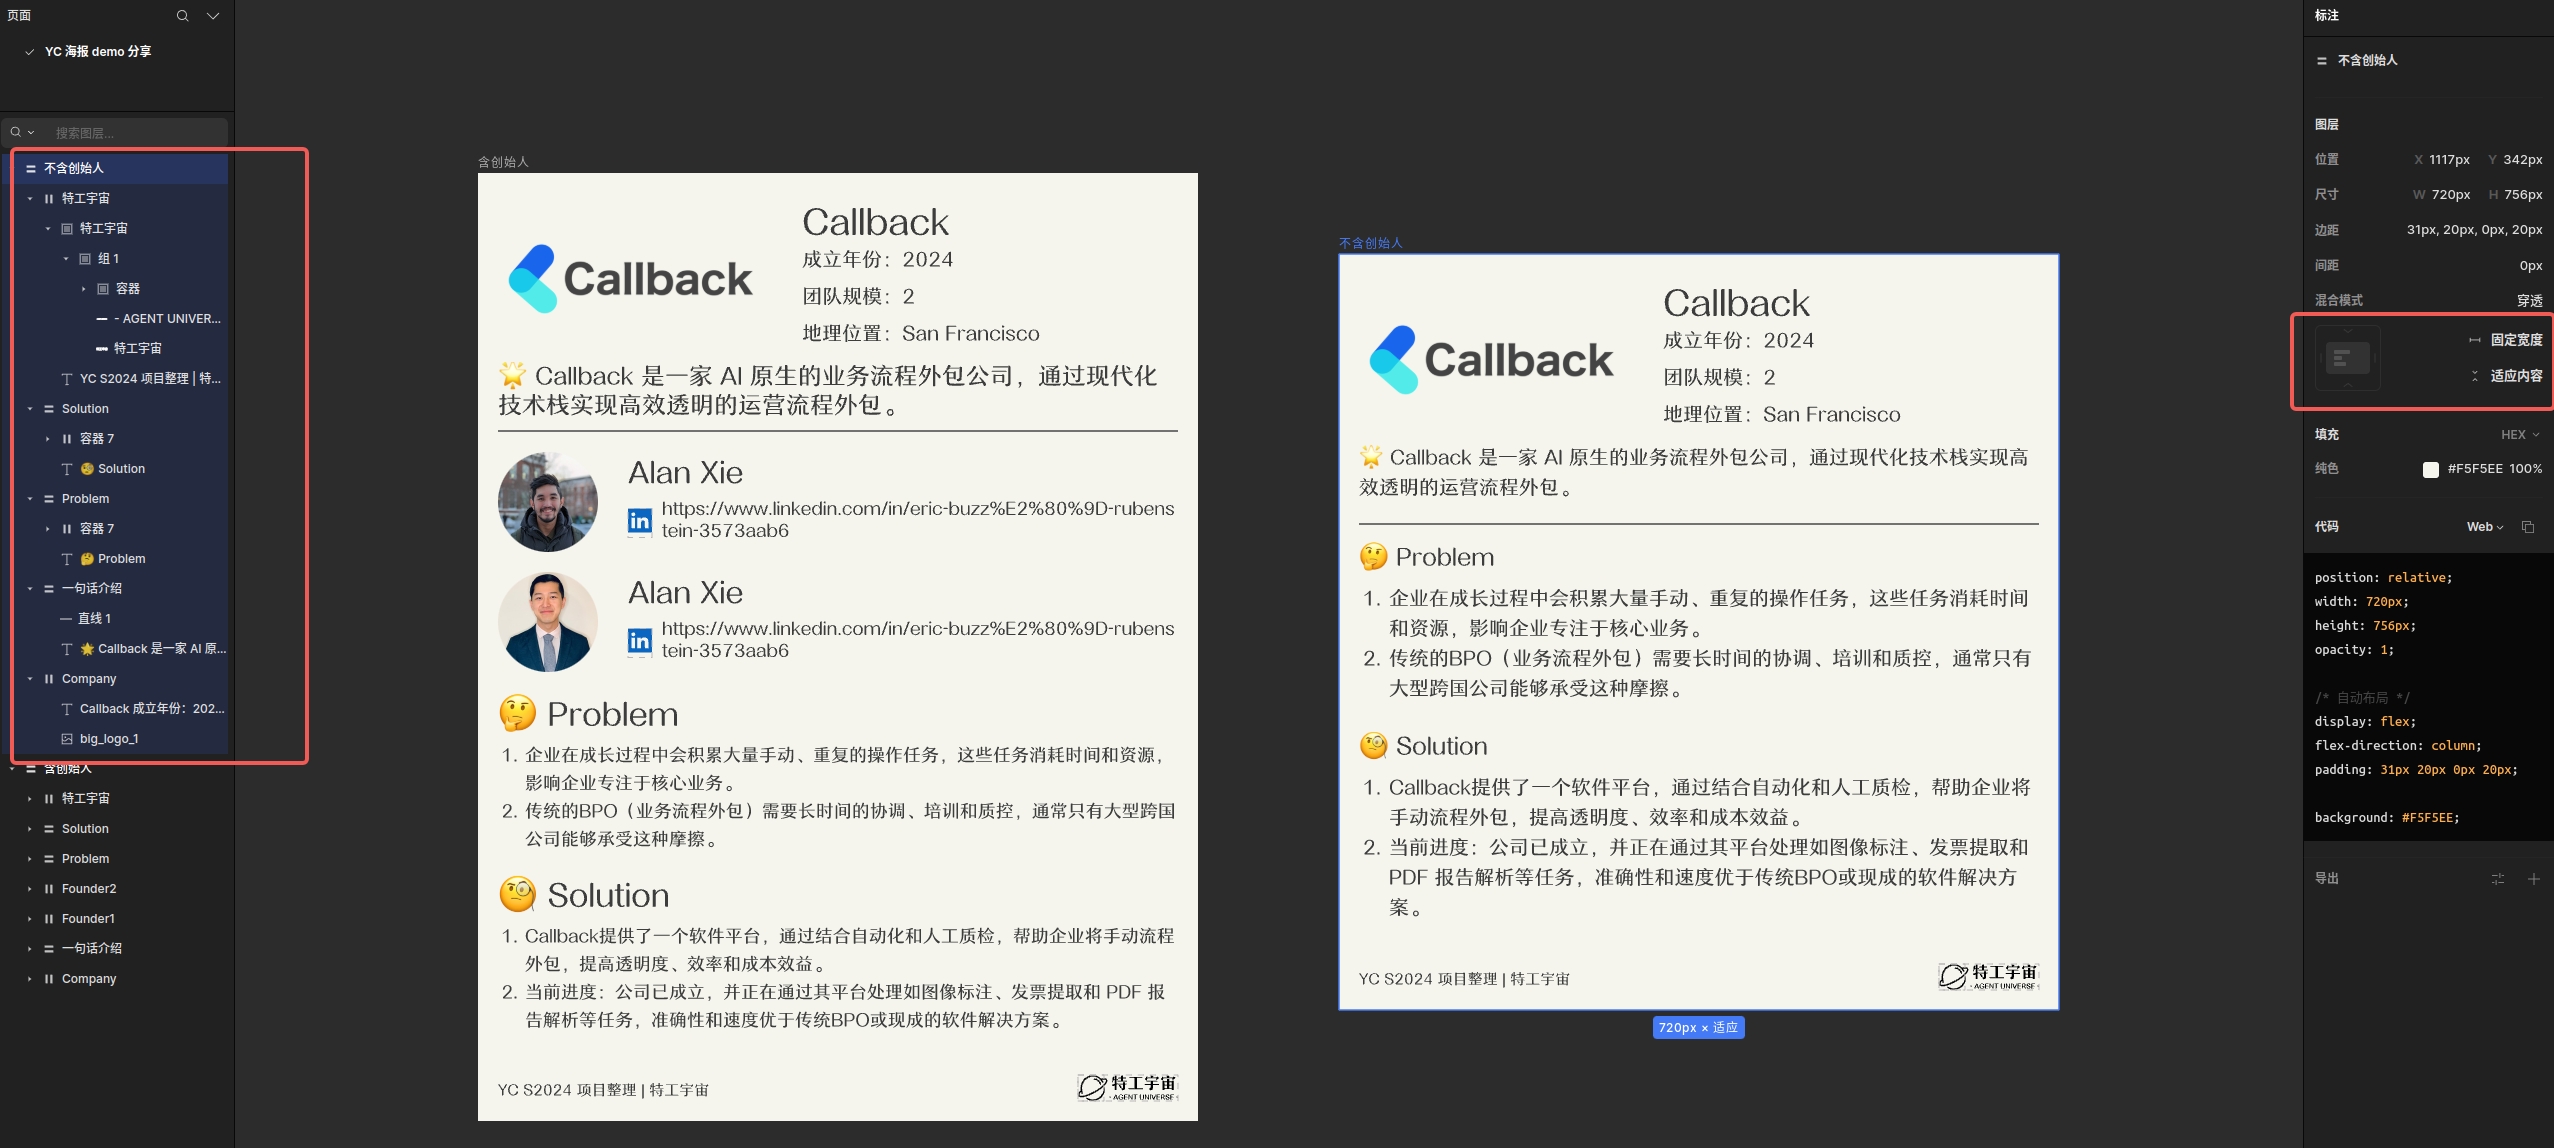 页面
YC 海报 demo 分享
搜索图层...
不含创始人
特工宇宙
特工宇宙
组 1
容器
- AGENT UNIVER...
特工宇宙
YC S2024 项目整理 | 特...
Solution
容器 7
🧐 Solution
Problem
容器 7
🤔 Problem
一句话介绍
直线 1
🌟 Callback 是一家 AI 原...
Company
Callback 成立年份：202...
big_logo_1
含创始人
特工宇宙
Solution
Problem
Founder2
Founder1
一句话介绍
Company
含创始人
Callback
Callback
成立年份：2024
团队规模：2
地理位置：San Francisco
🌟 Callback 是一家 AI 原生的业务流程外包公司，通过现代化
技术栈实现高效透明的运营流程外包。
Alan Xie
in
https://www.linkedin.com/in/eric-buzz%E2%80%9D-rubens
tein-3573aab6
Alan Xie
in
https://www.linkedin.com/in/eric-buzz%E2%80%9D-rubens
tein-3573aab6
🤔 Problem
1. 企业在成长过程中会积累大量手动、重复的操作任务，这些任务消耗时间和资源，
影响企业专注于核心业务。
2. 传统的BPO（业务流程外包）需要长时间的协调、培训和质控，通常只有大型跨国
公司能够承受这种摩擦。
🧐 Solution
1. Callback提供了一个软件平台，通过结合自动化和人工质检，帮助企业将手动流程
外包，提高透明度、效率和成本效益。
2. 当前进度：公司已成立，并正在通过其平台处理如图像标注、发票提取和 PDF 报
告解析等任务，准确性和速度优于传统BPO或现成的软件解决方案。
YC S2024 项目整理 | 特工宇宙
特工宇宙
- AGENT UNIVERSE -
不含创始人
Callback
Callback
成立年份：2024
团队规模：2
地理位置：San Francisco
🌟 Callback 是一家 AI 原生的业务流程外包公司，通过现代化技术栈实现高
效透明的运营流程外包。
🤔 Problem
1. 企业在成长过程中会积累大量手动、重复的操作任务，这些任务消耗时间
和资源，影响企业专注于核心业务。
2. 传统的BPO（业务流程外包）需要长时间的协调、培训和质控，通常只有
大型跨国公司能够承受这种摩擦。
🧐 Solution
1. Callback提供了一个软件平台，通过结合自动化和人工质检，帮助企业将
手动流程外包，提高透明度、效率和成本效益。
2. 当前进度：公司已成立，并正在通过其平台处理如图像标注、发票提取和
PDF 报告解析等任务，准确性和速度优于传统BPO或现成的软件解决方
案。
YC S2024 项目整理 | 特工宇宙
特工宇宙
- AGENT UNIVERSE -
720px × 适应
标注
不含创始人
图层
位置 X 1117px Y 342px
尺寸 W 720px H 756px
边距 31px, 20px, 0px, 20px
间距 0px
混合模式 穿透
固定宽度
适应内容
填充 HEX
纯色 #F5F5EE 100%
代码 Web
position: relative;
width: 720px;
height: 756px;
opacity: 1;
/* 自动布局 */
display: flex;
flex-direction: column;
padding: 31px 20px 0px 20px;
background: #F5F5EE;
导出